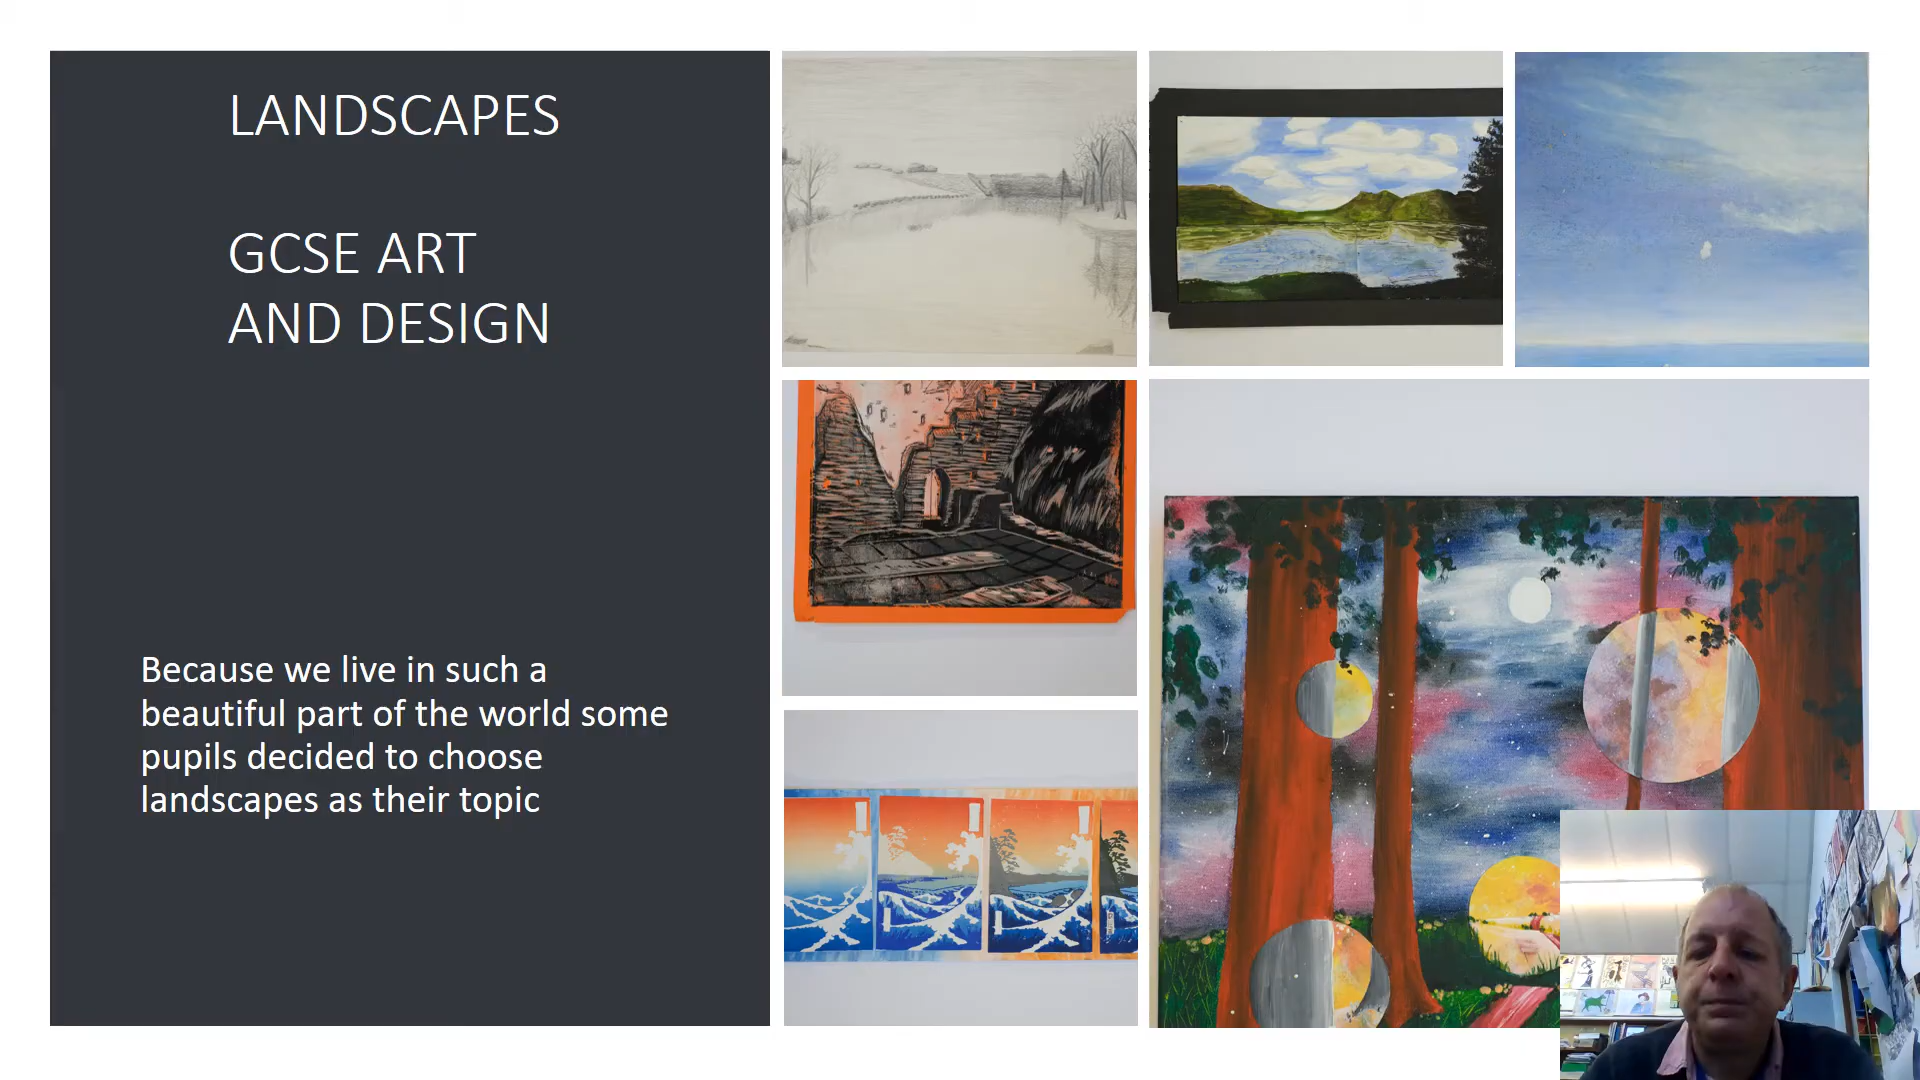 LANDSCAPES
GCSE ART
AND DESIGN
Because we live in such a
beautiful part of the world some
pupils decided to choose
landscapes as their topic